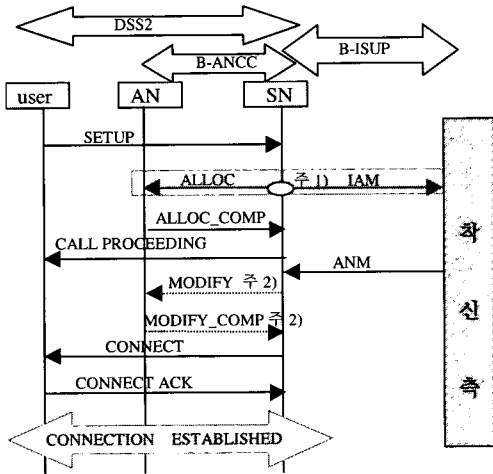 DSS2
B-ANCC
B-ISUP
user AN SN
SETUP
ALLOC 주 1) IAM
ALLOC_COMP
CALL PROCEEDING
ANM
MODIFY 주 2)
MODIFY_COMP 주 2)
CONNECT
CONNECT ACK
CONNECTION ESTABLISHED
착
신
측